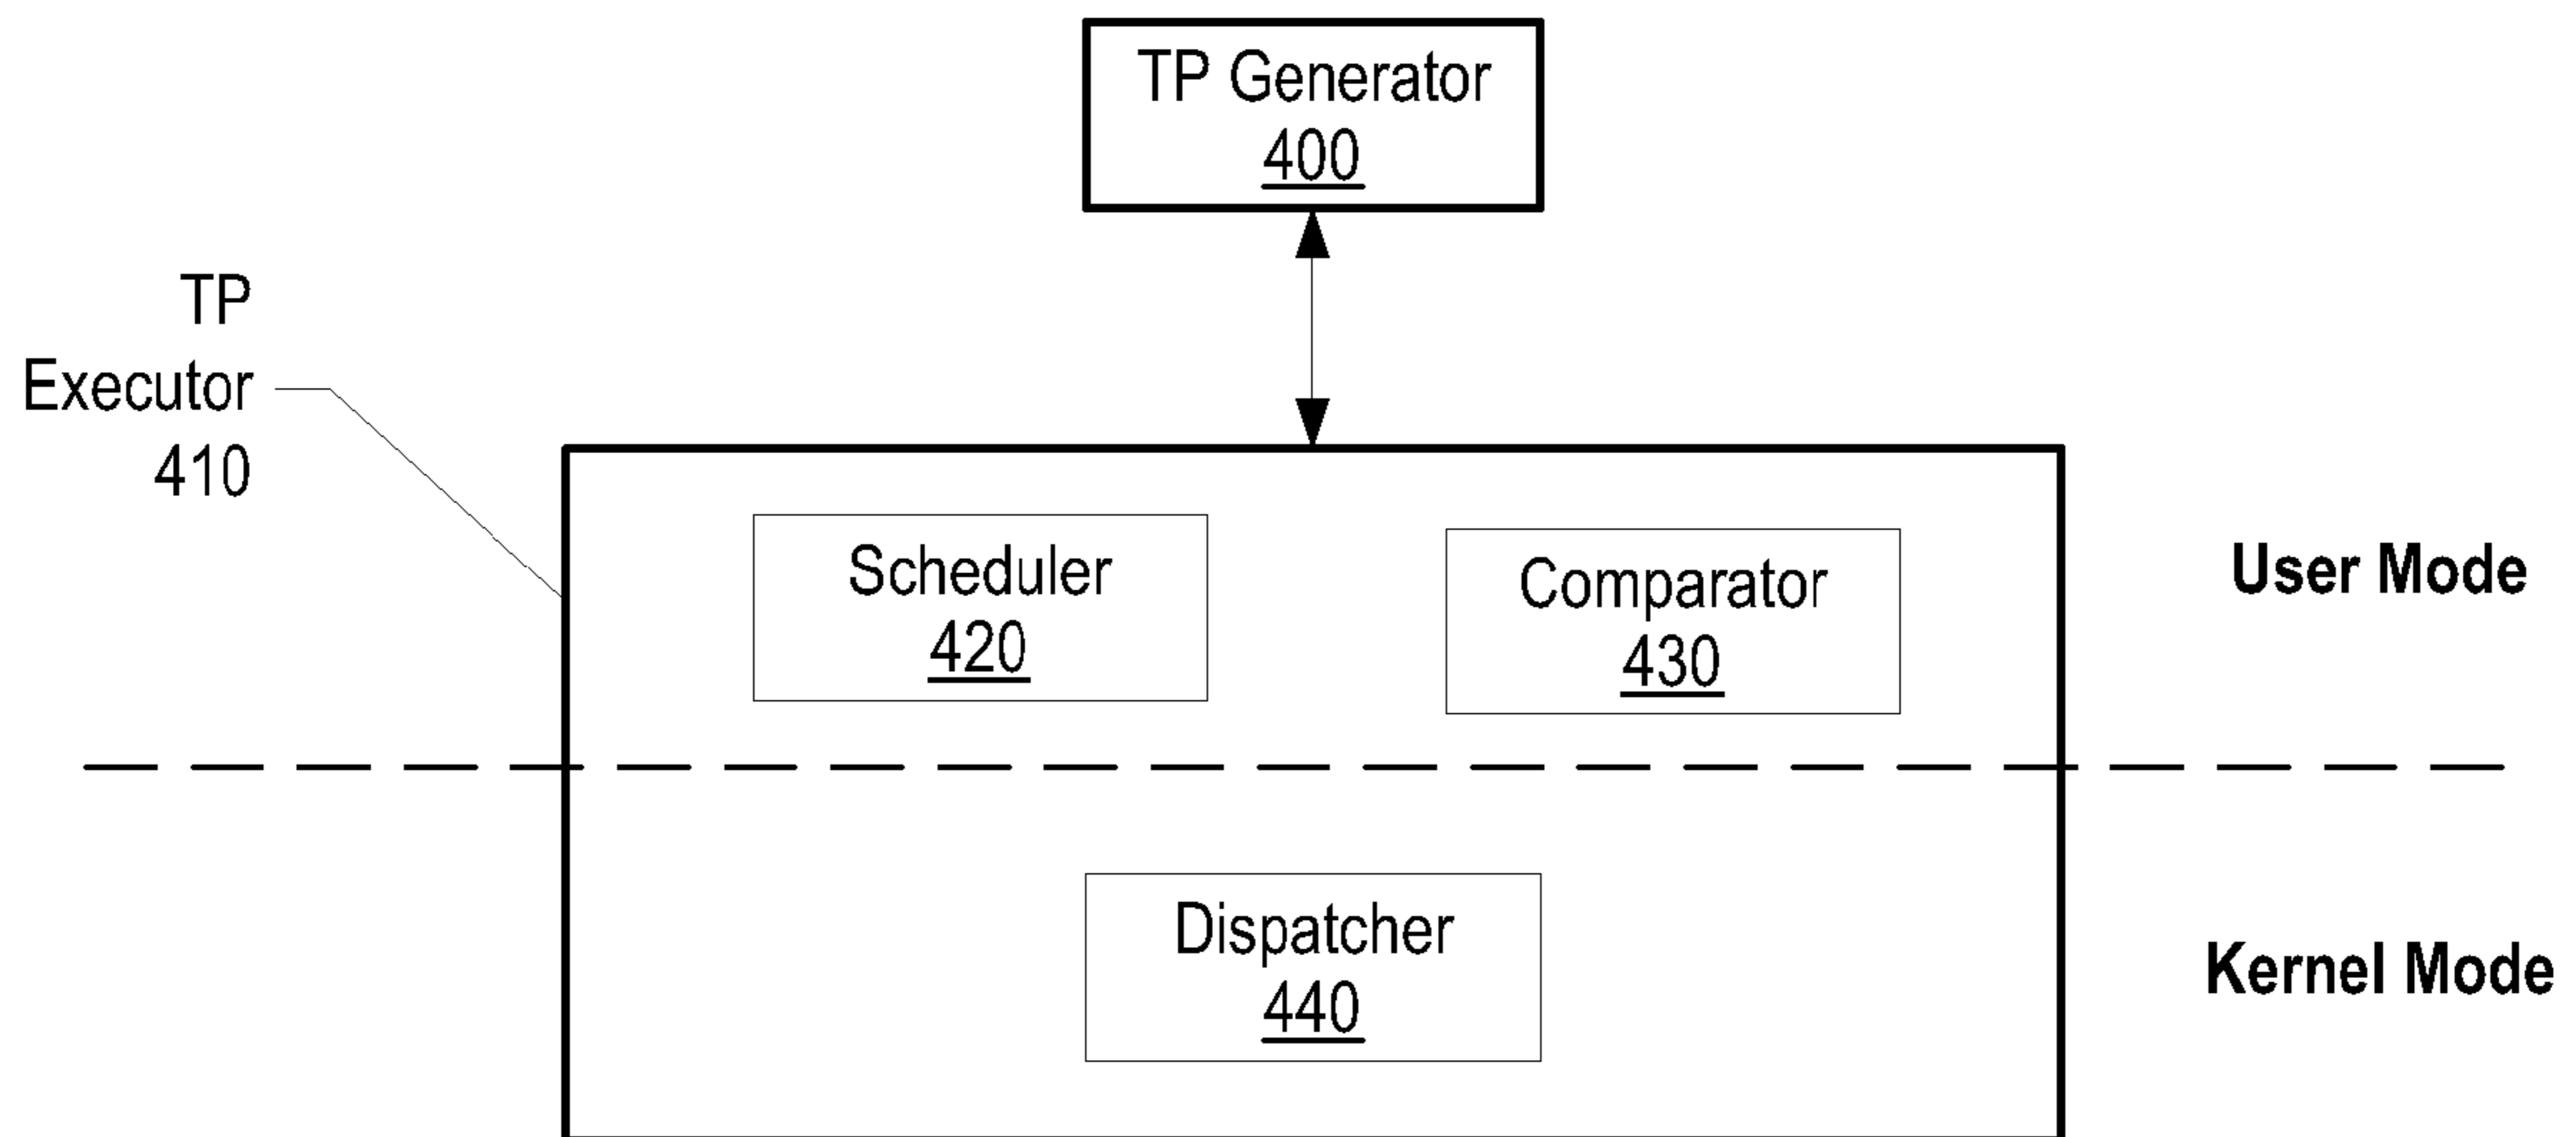 TP Generator
400
TP
Executor
410
Scheduler
420
Comparator
430
User Mode
Dispatcher
440
Kernel Mode